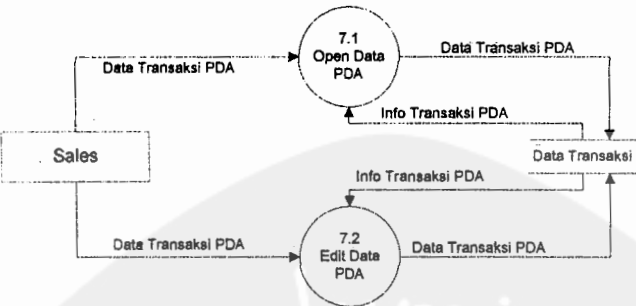 7.1
Open Data
PDA
Data Transaksi PDA
Data Transaksi PDA
Info Transaksi PDA
Sales
Data Transaksi
Info Transaksi PDA
7.2
Edit Data
PDA
Data Transaksi PDA
Data Transaksi PDA